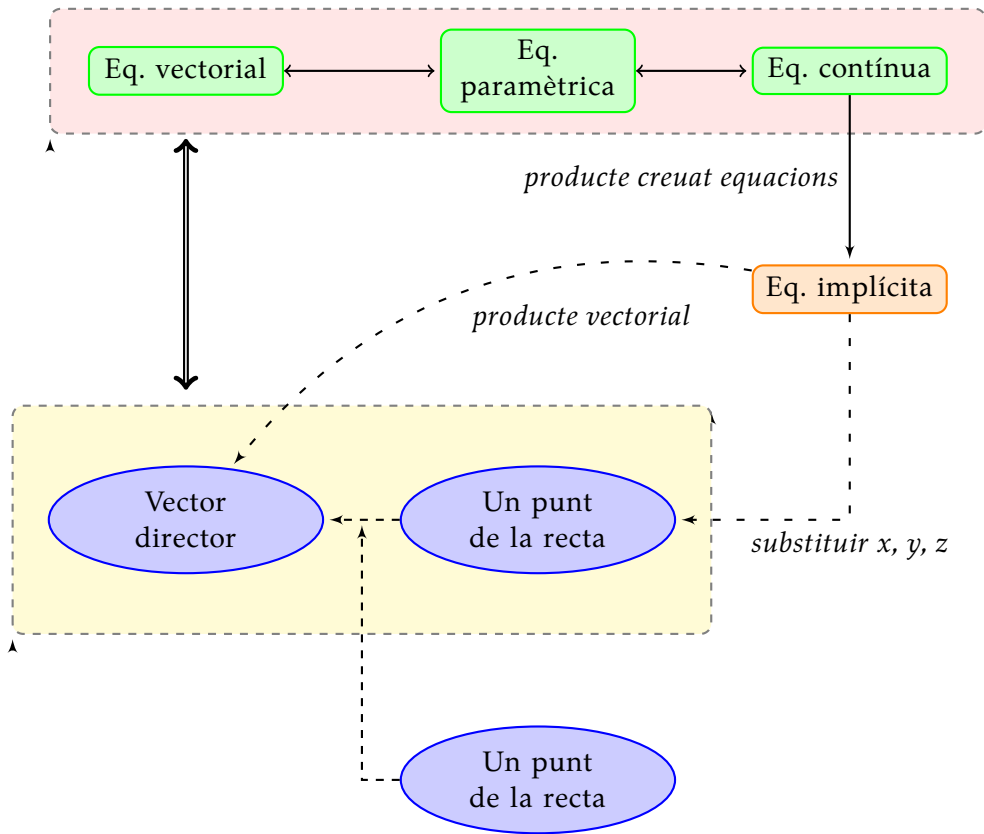 Eq. vectorial
Eq.
paramètrica
Eq. contínua
producte creuat equacions
Eq. implícita
producte vectorial
Vector
director
Un punt
de la recta
substituir x, y, z
Un punt
de la recta